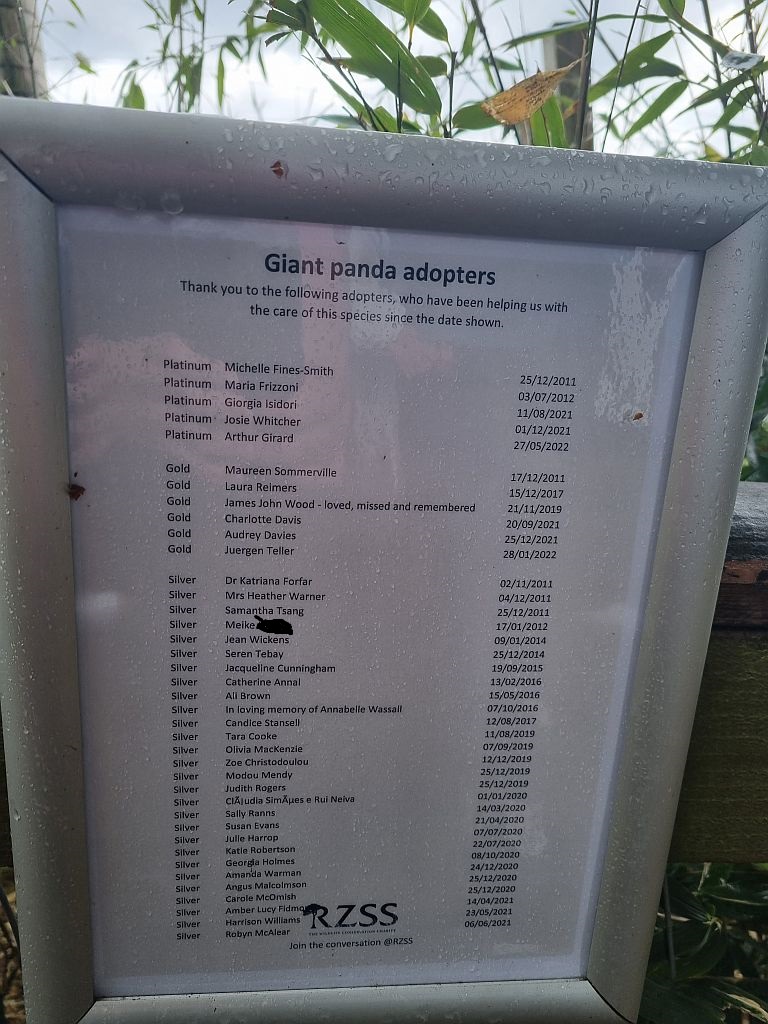 Giant panda adopters
Thank you to the following adopters, who have been helping us with
the care of this species since the date shown.
Platinum Michelle Fines-Smith 25/12/2011
Platinum Maria Frizzoni 03/07/2012
Platinum Giorgia Isidori 11/08/2021
Platinum Josie Whitcher 01/12/2021
Platinum Arthur Girard 27/05/2022
Gold Maureen Sommerville 17/12/2011
Gold Laura Reimers 15/12/2017
Gold James John Wood - loved, missed and remembered 21/11/2019
Gold Charlotte Davis 20/09/2021
Gold Audrey Davies 25/12/2021
Gold Juergen Teller 28/01/2022
Silver Dr Katriana Forfar 02/11/2011
Silver Mrs Heather Warner 04/12/2011
Silver Samantha Tsang 25/12/2011
Silver Meike 17/01/2012
Silver Jean Wickens 09/01/2014
Silver Seren Tebay 25/12/2014
Silver Jacqueline Cunningham 19/09/2015
Silver Catherine Annal 13/02/2016
Silver Ali Brown 15/05/2016
Silver In loving memory of Annabelle Wassall 07/10/2016
Silver Candice Stansell 12/08/2017
Silver Tara Cooke 11/08/2019
Silver Olivia MacKenzie 07/09/2019
Silver Zoe Christodoulou 12/12/2019
Silver Modou Mendy 25/12/2019
Silver Judith Rogers 25/12/2019
Silver ClÃ¡udia SimÃµes e Rui Neiva 01/01/2020
Silver Sally Ranns 14/03/2020
Silver Susan Evans 21/04/2020
Silver Julie Harrop 07/07/2020
Silver Katie Robertson 22/07/2020
Silver Georgia Holmes 08/10/2020
Silver Amanda Warman 24/12/2020
Silver Angus Malcolmson 25/12/2020
Silver Carole McOmish 25/12/2020
Silver Amber Lucy 14/04/2021
Silver Harrison Williams 23/05/2021
Silver Robyn McAlear 06/06/2021
RZSS
THE WILDLIFE CONSERVATION CHARITY
Join the conversation @RZSS